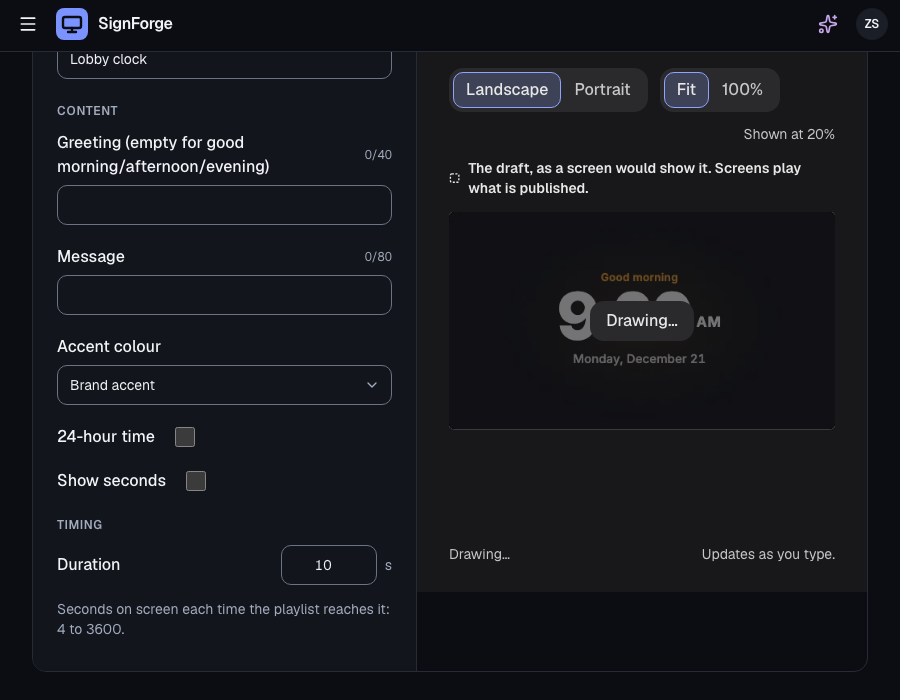 SignForge
ZS
Lobby clock
CONTENT
Greeting (empty for good
morning/afternoon/evening)
0/40
Message
0/80
Accent colour
Brand accent
24-hour time
Show seconds
TIMING
Duration
10
s
Seconds on screen each time the playlist reaches it:
4 to 3600.
Landscape
Portrait
Fit
100%
Shown at 20%
The draft, as a screen would show it. Screens play
what is published.
Good morning
Drawing…
AM
Monday, December 21
Drawing…
Updates as you type.